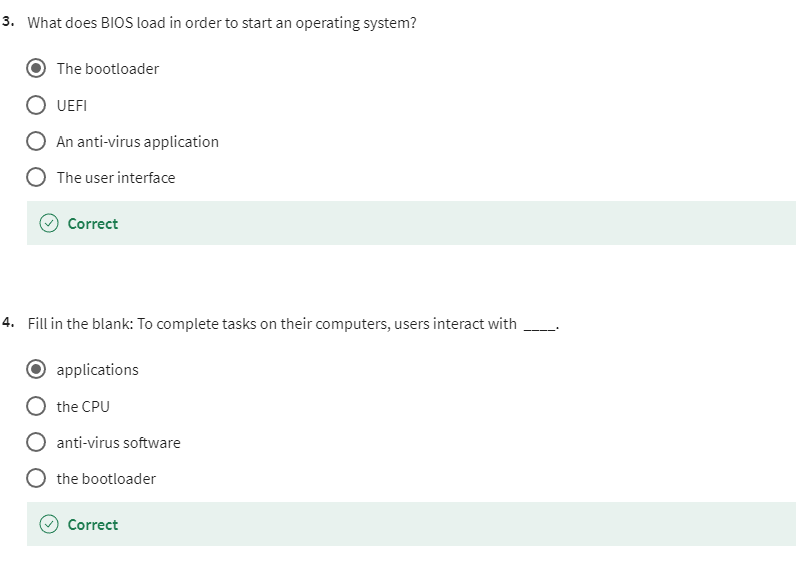 3. What does BIOS load in order to start an operating system?
The bootloader
UEFI
An anti-virus application
The user interface
Correct
4. Fill in the blank: To complete tasks on their computers, users interact with ____.
applications
the CPU
anti-virus software
the bootloader
Correct